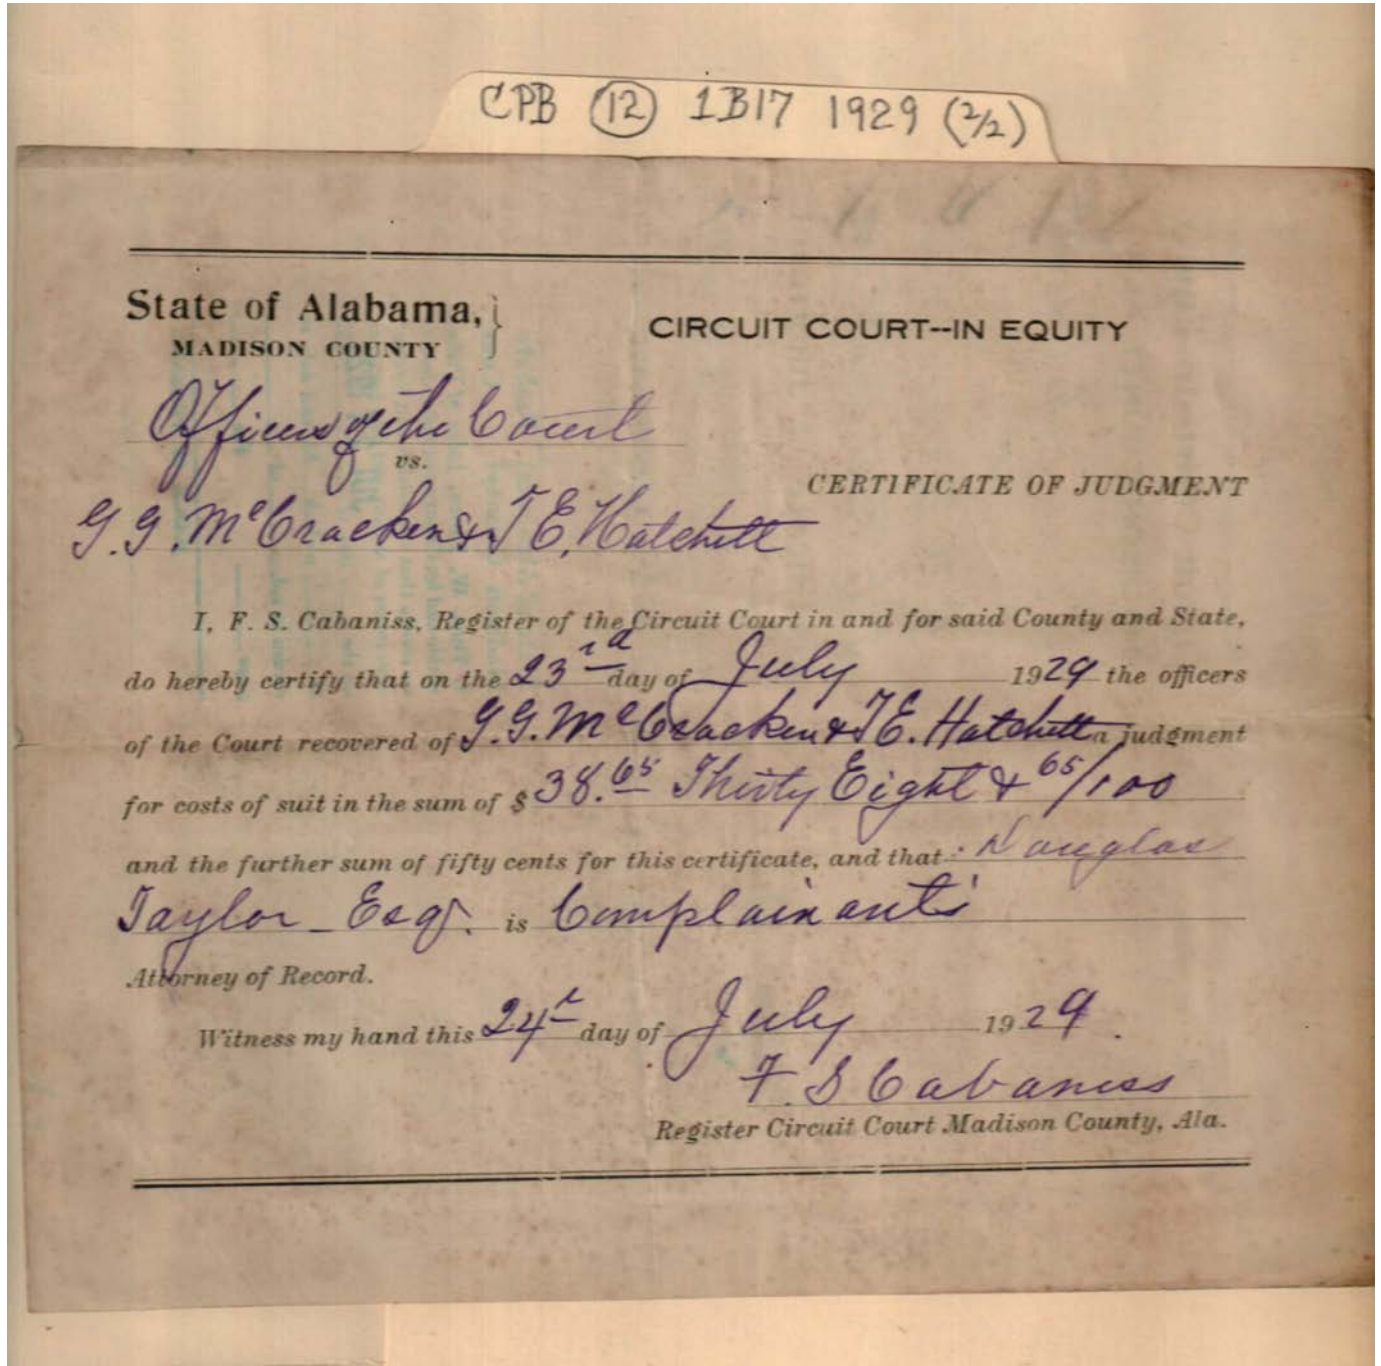 CPB (12) 1B17 1929 (2/2)
State of Alabama, }
MADISON COUNTY
CIRCUIT COURT--IN EQUITY
Officers of the Court
vs.
CERTIFICATE OF JUDGMENT
G. G. McCracken & T E. Hatchett
I, F. S. Cabaniss, Register of the Circuit Court in and for said County and State,
do hereby certify that on the 23rd day of July 1929 the officers
of the Court recovered of G. G. McCracken & T E. Hatchett a judgment
for costs of suit in the sum of $ 38.65 Thirty Eight & 65/100
and the further sum of fifty cents for this certificate, and that Douglas
Taylor Esqr. is Complainants
Attorney of Record.
Witness my hand this 24th day of July 1929.
F. S Cabaniss
Register Circuit Court Madison County, Ala.